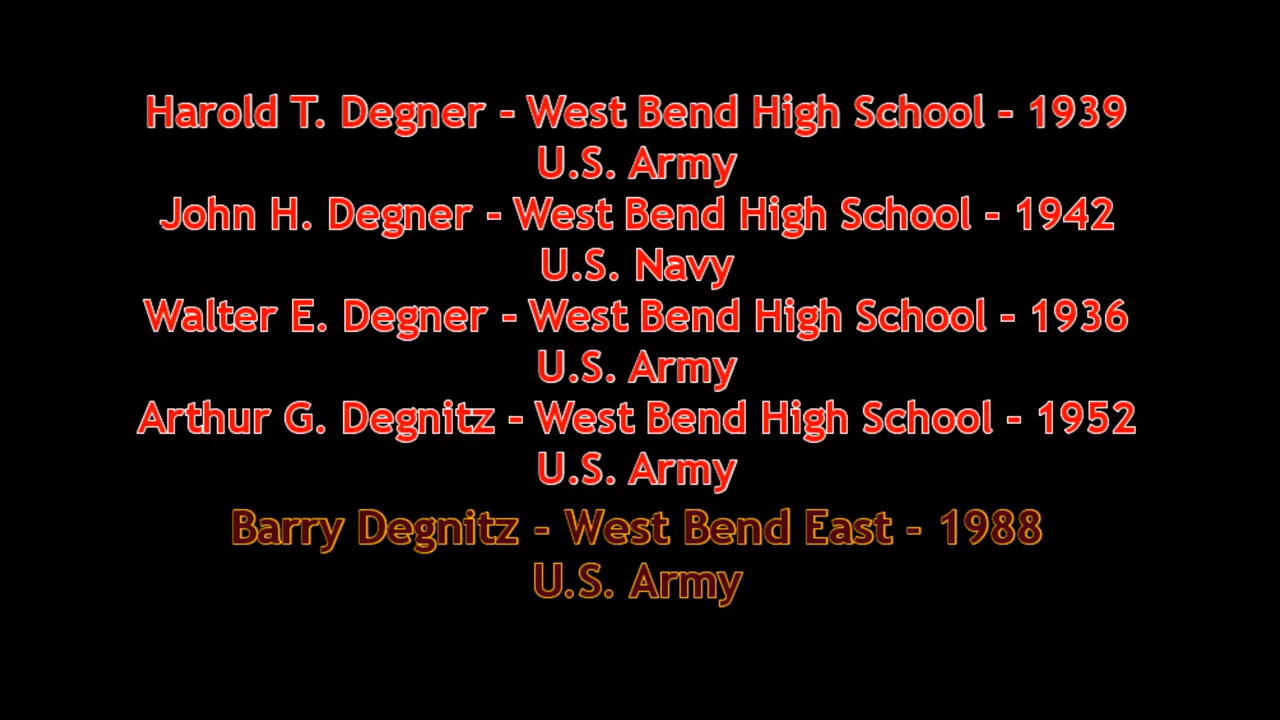 Harold T. Degner - West Bend High School - 1939
U.S. Army
John H. Degner - West Bend High School - 1942
U.S. Navy
Walter E. Degner - West Bend High School - 1936
U.S. Army
Arthur G. Degnitz - West Bend High School - 1952
U.S. Army
Barry Degnitz - West Bend East - 1988
U.S. Army